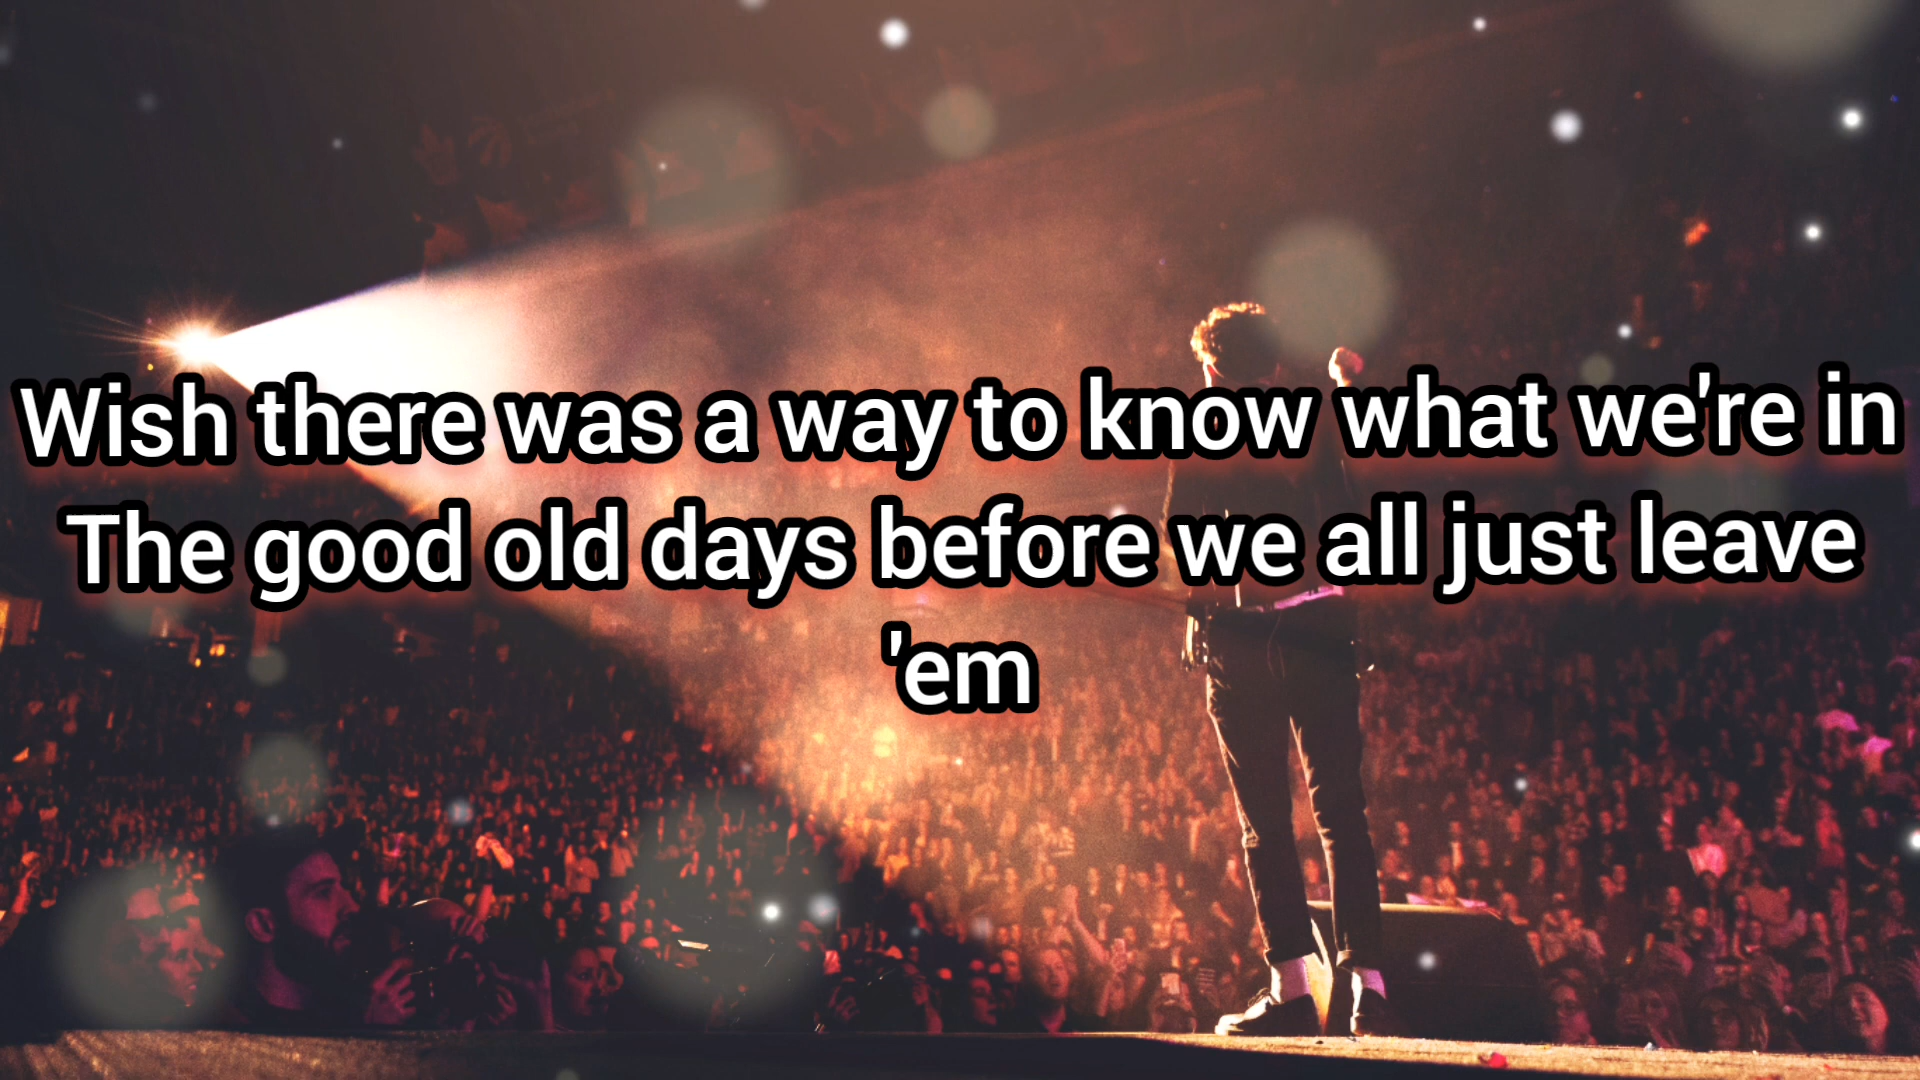 Wish there was a way to know what we're in
The good old days before we all just leave
'em